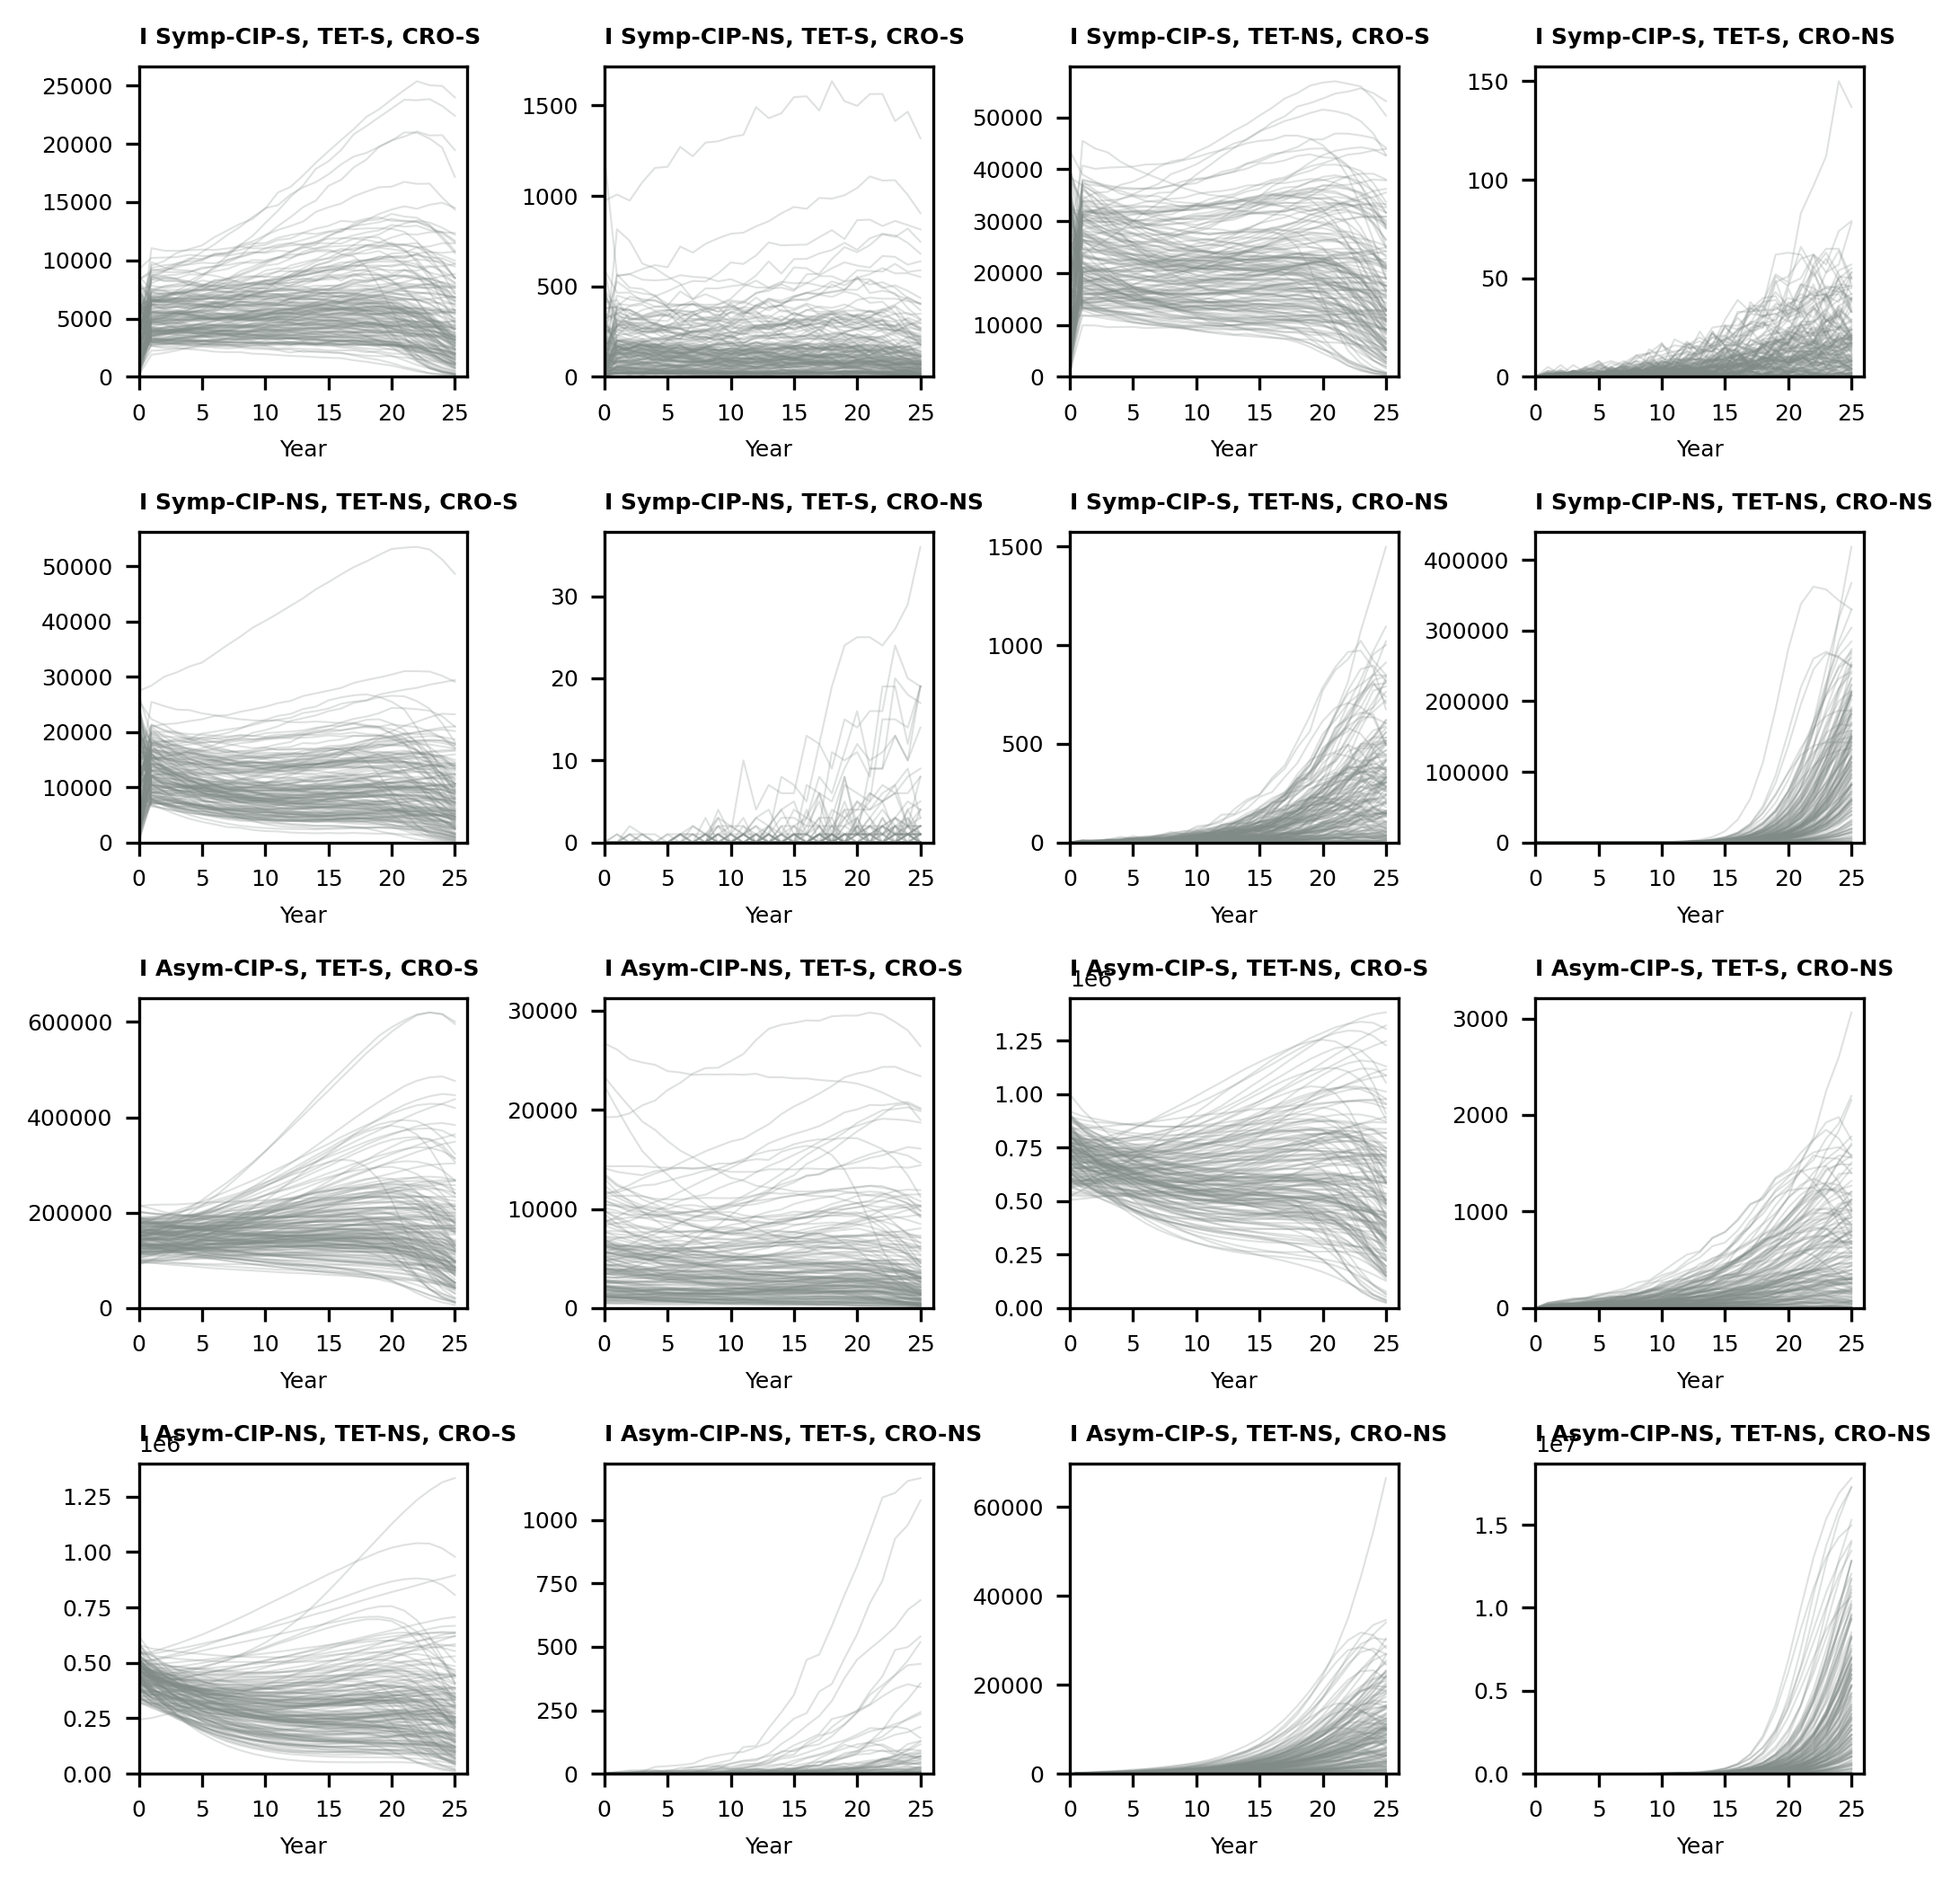 I Symp-CIP-S, TET-S, CRO-S
25000
20000
15000
10000
5000
0
0 5 10 15 20 25
Year
I Symp-CIP-NS, TET-S, CRO-S
1500
1000
500
0
0 5 10 15 20 25
Year
I Symp-CIP-S, TET-NS, CRO-S
50000
40000
30000
20000
10000
0
0 5 10 15 20 25
Year
I Symp-CIP-S, TET-S, CRO-NS
150
100
50
0
0 5 10 15 20 25
Year
I Symp-CIP-NS, TET-NS, CRO-S
50000
40000
30000
20000
10000
0
0 5 10 15 20 25
Year
I Symp-CIP-NS, TET-S, CRO-NS
30
20
10
0
0 5 10 15 20 25
Year
I Symp-CIP-S, TET-NS, CRO-NS
1500
1000
500
0
0 5 10 15 20 25
Year
I Symp-CIP-NS, TET-NS, CRO-NS
400000
300000
200000
100000
0
0 5 10 15 20 25
Year
I Asym-CIP-S, TET-S, CRO-S
600000
400000
200000
0
0 5 10 15 20 25
Year
I Asym-CIP-NS, TET-S, CRO-S
30000
20000
10000
0
0 5 10 15 20 25
Year
I Asym-CIP-S, TET-NS, CRO-S
1e6
1.25
1.00
0.75
0.50
0.25
0.00
0 5 10 15 20 25
Year
I Asym-CIP-S, TET-S, CRO-NS
3000
2000
1000
0
0 5 10 15 20 25
Year
I Asym-CIP-NS, TET-NS, CRO-S
1e6
1.25
1.00
0.75
0.50
0.25
0.00
0 5 10 15 20 25
Year
I Asym-CIP-NS, TET-S, CRO-NS
1000
750
500
250
0
0 5 10 15 20 25
Year
I Asym-CIP-S, TET-NS, CRO-NS
60000
40000
20000
0
0 5 10 15 20 25
Year
I Asym-CIP-NS, TET-NS, CRO-NS
1e7
1.5
1.0
0.5
0.0
0 5 10 15 20 25
Year